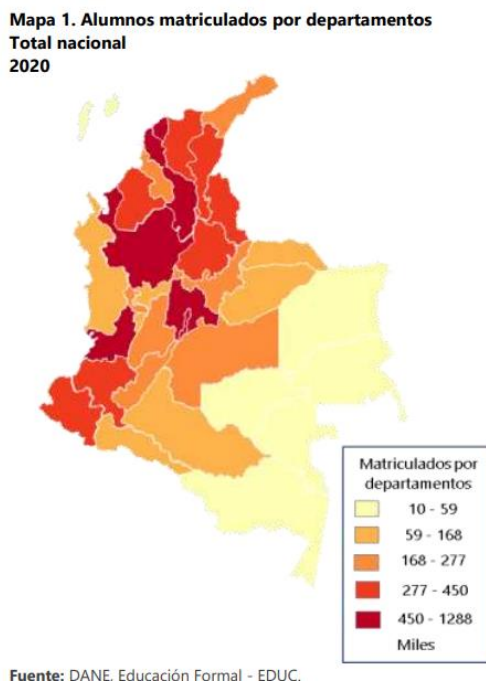 Mapa 1. Alumnos matriculados por departamentos
Total nacional
2020
Matriculados por
departamentos
10 - 59
59 - 168
168 - 277
277 - 450
450 - 1288
Miles
Fuente: DANE, Educación Formal - EDUC.